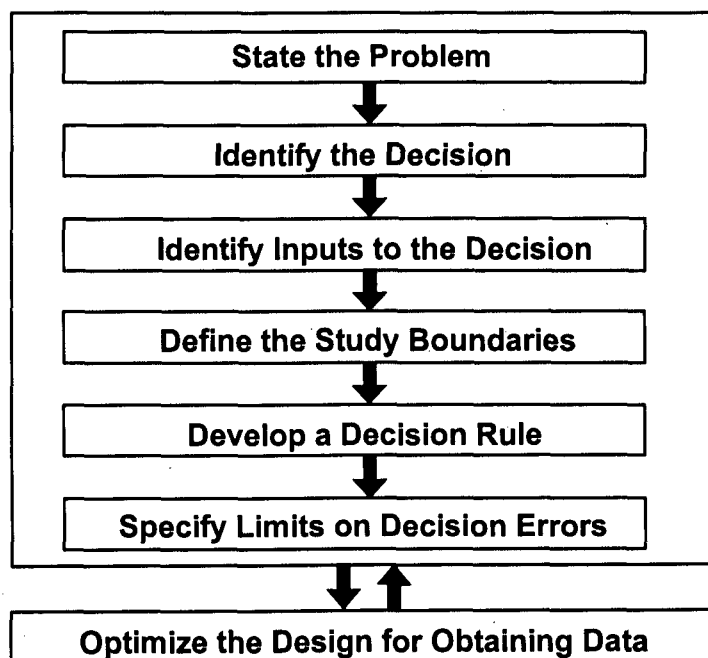 State the Problem
Identify the Decision
Identify Inputs to the Decision
Define the Study Boundaries
Develop a Decision Rule
Specify Limits on Decision Errors
Optimize the Design for Obtaining Data